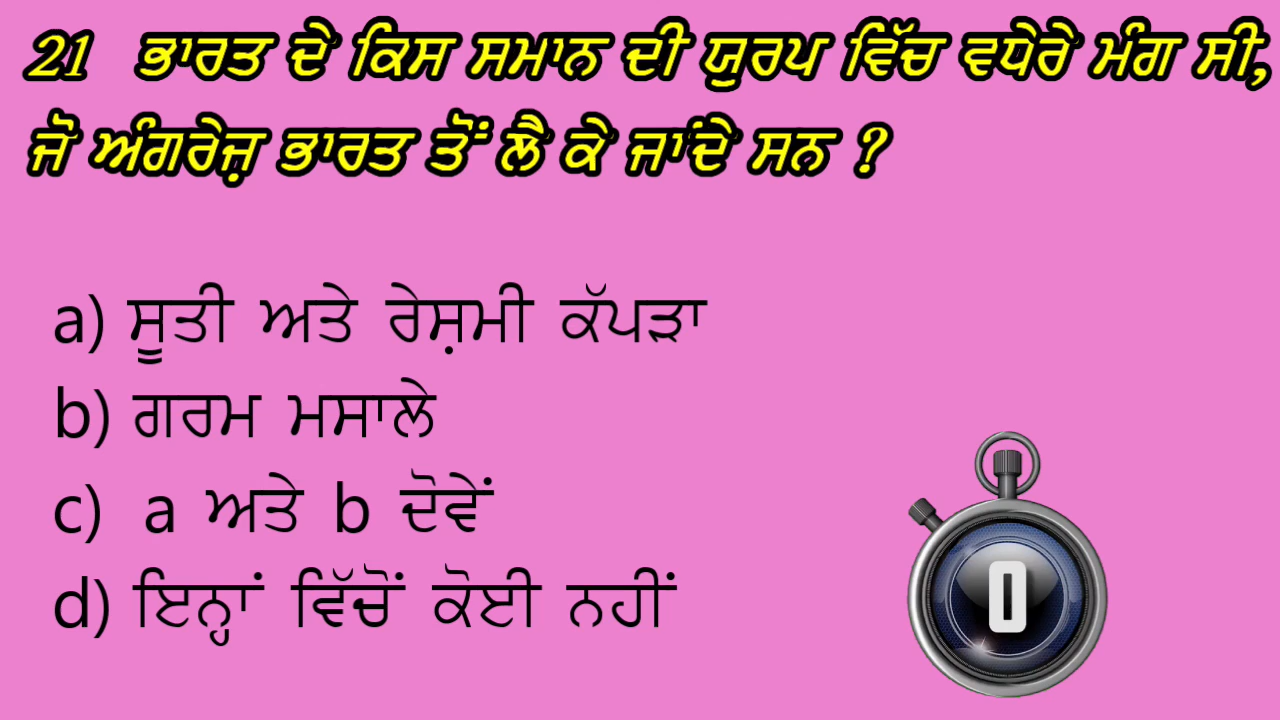 21 ਭਾਰਤ ਦੇ ਕਿਸ ਸਮਾਨ ਦੀ ਯੁਰਪ ਵਿੱਚ ਵਧੇਰੇ ਮੰਗ ਸੀ,
ਜੋ ਅੰਗਰੇਜ਼ ਭਾਰਤ ਤੋਂ ਲੈ ਕੇ ਜਾਂਦੇ ਸਨ ?
a) ਸੂਤੀ ਅਤੇ ਰੇਸ਼ਮੀ ਕੱਪੜਾ
b) ਗਰਮ ਮਸਾਲੇ
c) a ਅਤੇ b ਦੋਵੇਂ
d) ਇਨ੍ਹਾਂ ਵਿੱਚੋਂ ਕੋਈ ਨਹੀਂ
0